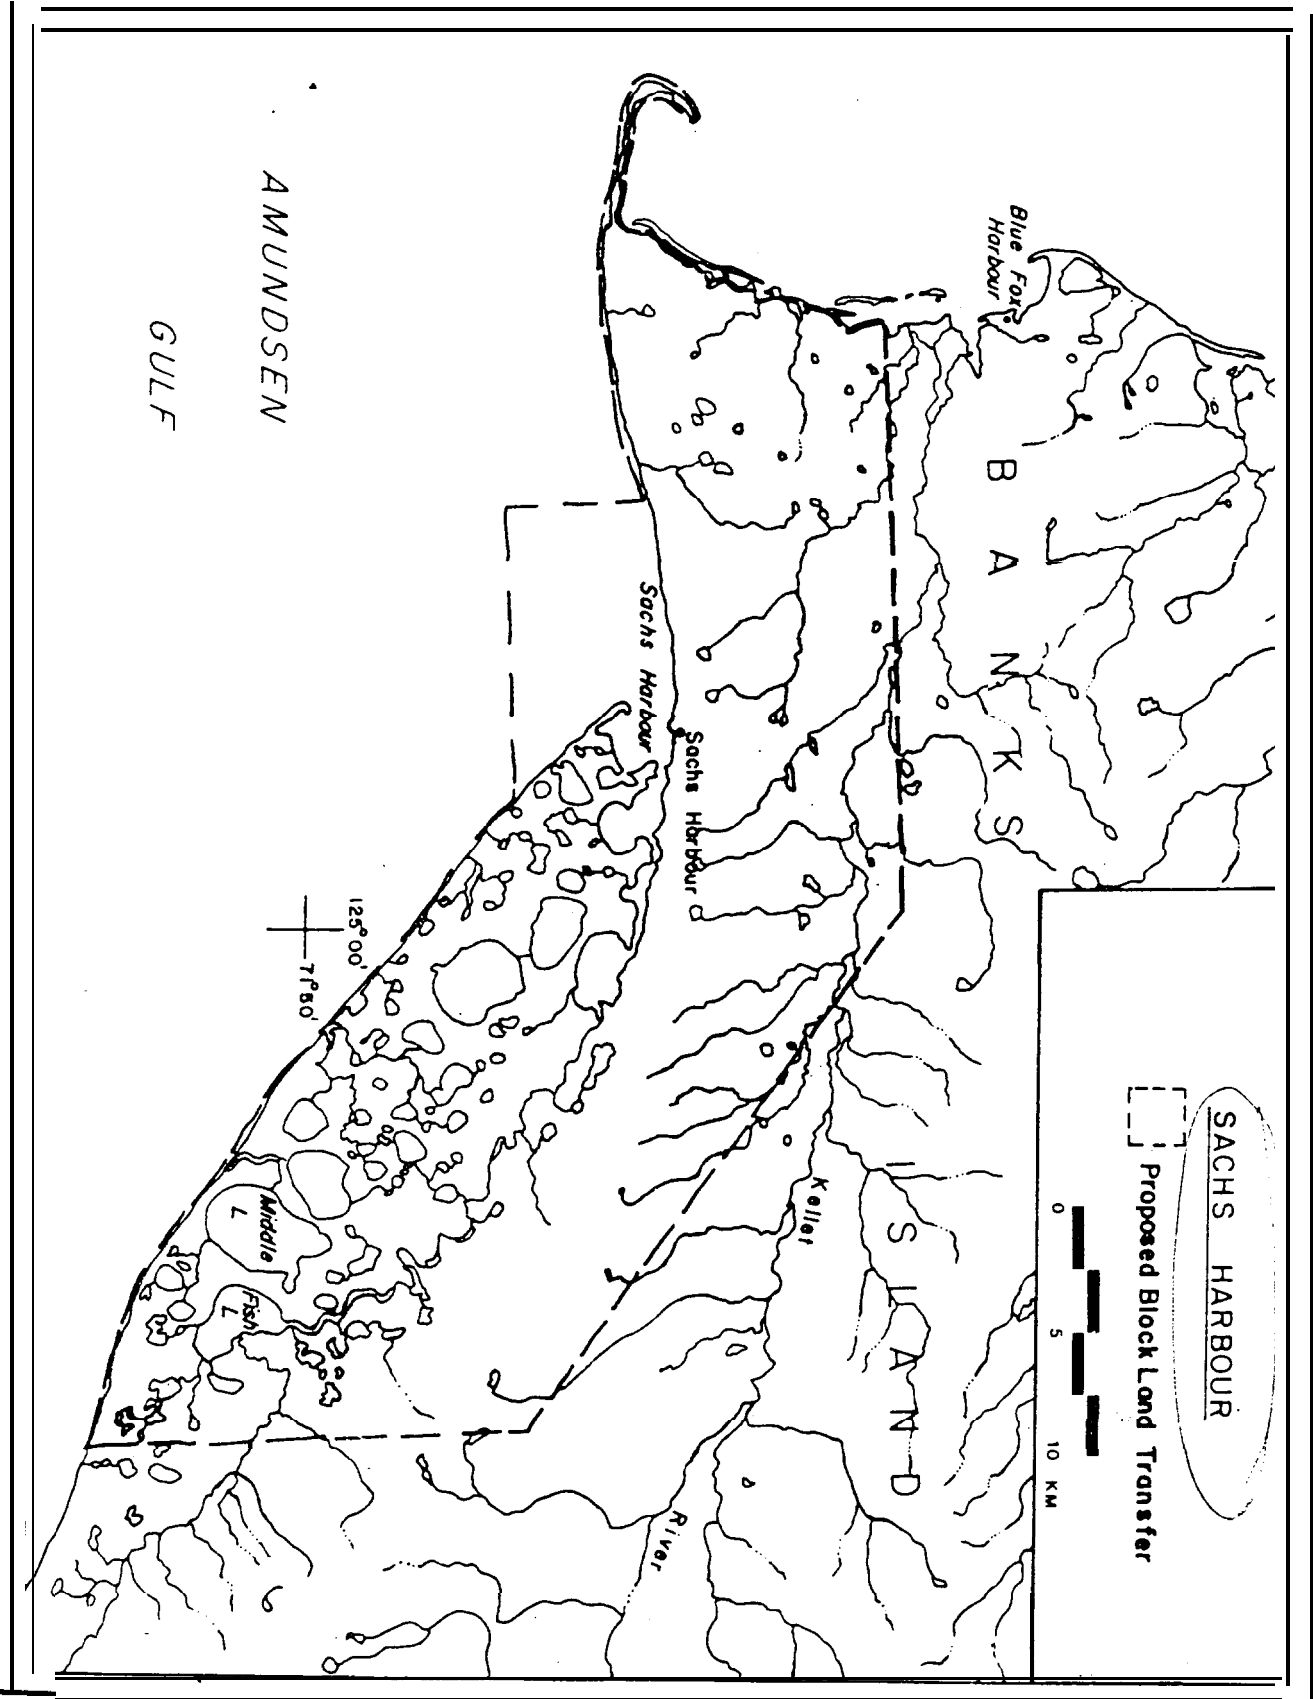 SACHS HARBOUR
Proposed Block Land Transfer
0 5 10 KM
Blue Fox
Harbour
BANKS
ISLAND
Kellet
River
Sachs Harbour
Sachs Harbour
125°00'
71°50'
Middle
L
Fish
L
AMUNDSEN
GULF